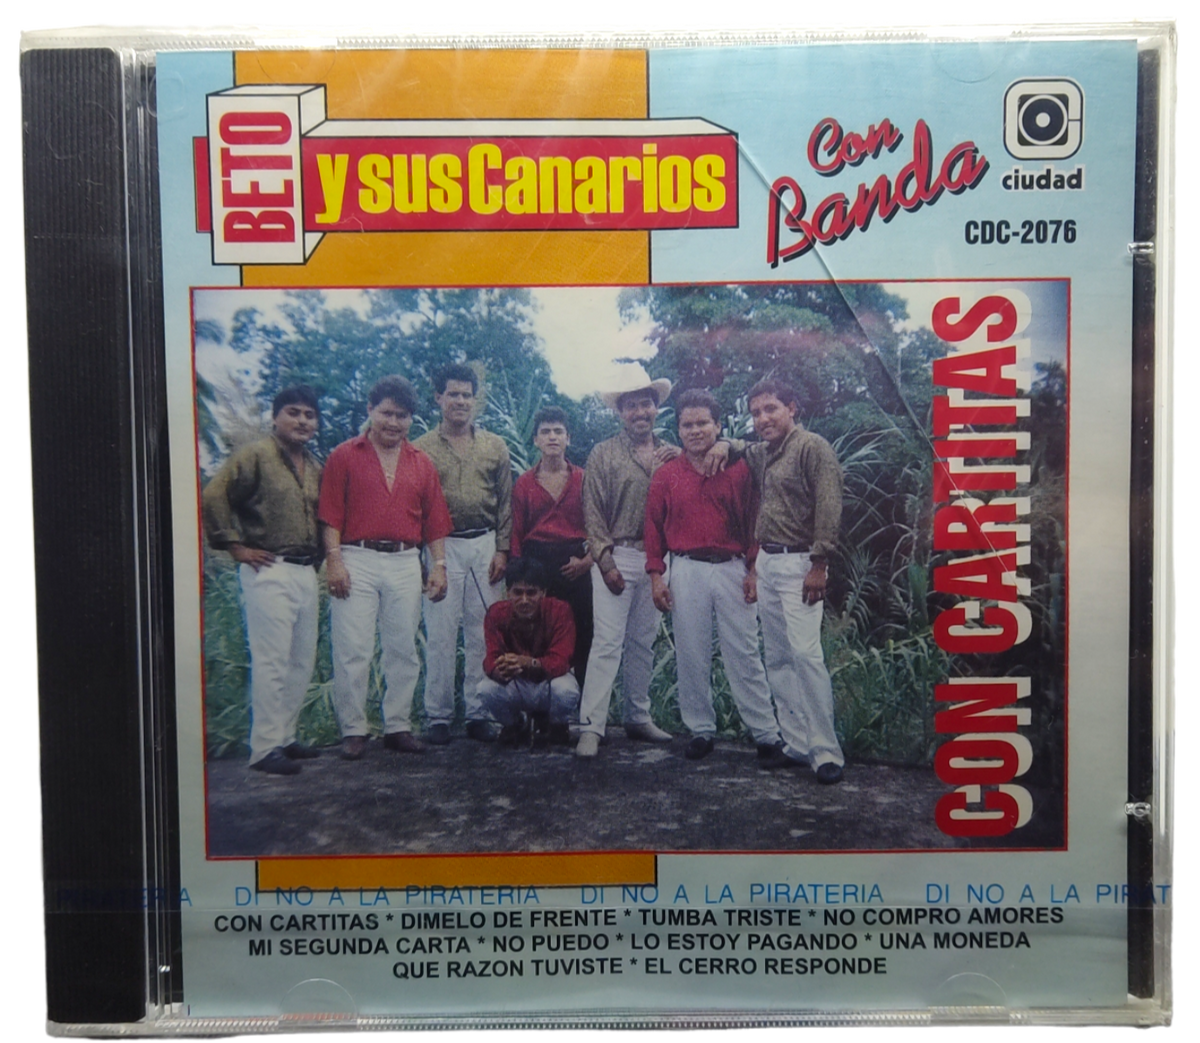 BETO
y sus Canarios
Con
Banda
ciudad
CDC-2076
CON CARTITAS
PIRATERIA DI NO A LA PIRATERIA DI NO A LA PIRATERIA DI NO A LA PIRAT
CON CARTITAS * DIMELO DE FRENTE * TUMBA TRISTE * NO COMPRO AMORES
MI SEGUNDA CARTA * NO PUEDO * LO ESTOY PAGANDO * UNA MONEDA
QUE RAZON TUVISTE * EL CERRO RESPONDE